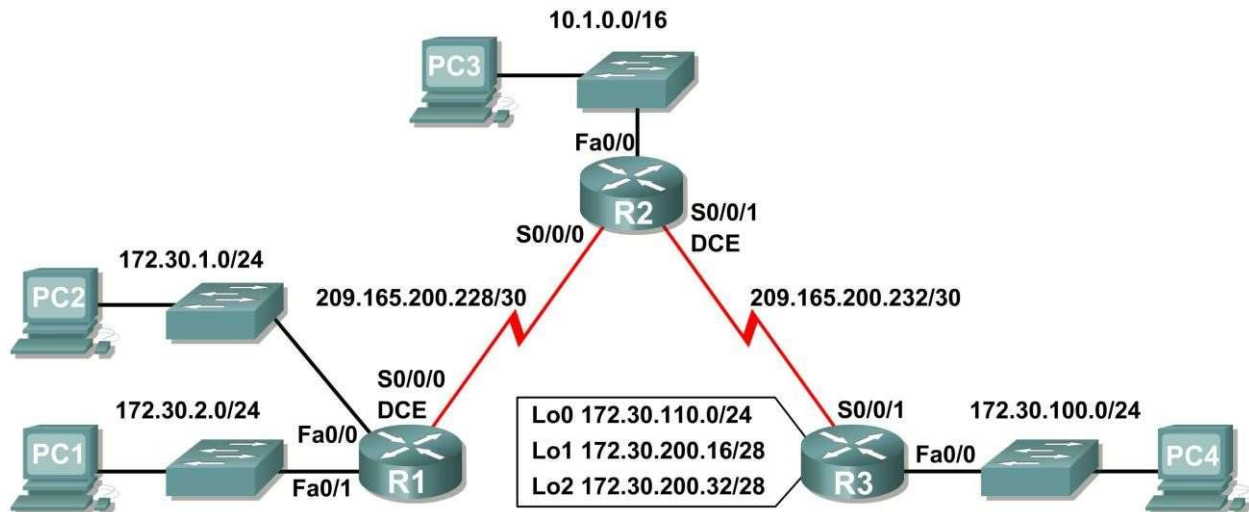 10.1.0.0/16
PC3
Fa0/0
R2
S0/0/0
S0/0/1
DCE
172.30.1.0/24
PC2
209.165.200.228/30
209.165.200.232/30
S0/0/0
DCE
172.30.2.0/24
PC1
Fa0/0
Fa0/1
R1
Lo0 172.30.110.0/24
Lo1 172.30.200.16/28
Lo2 172.30.200.32/28
S0/0/1
R3
Fa0/0
172.30.100.0/24
PC4